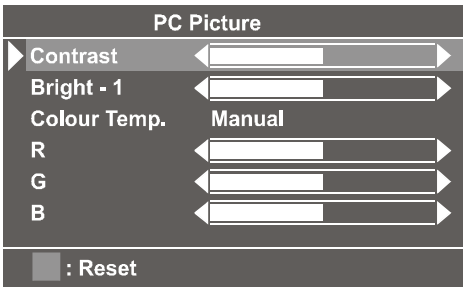 PC Picture
Contrast
Bright - 1
Colour Temp. Manual
R
G
B
: Reset